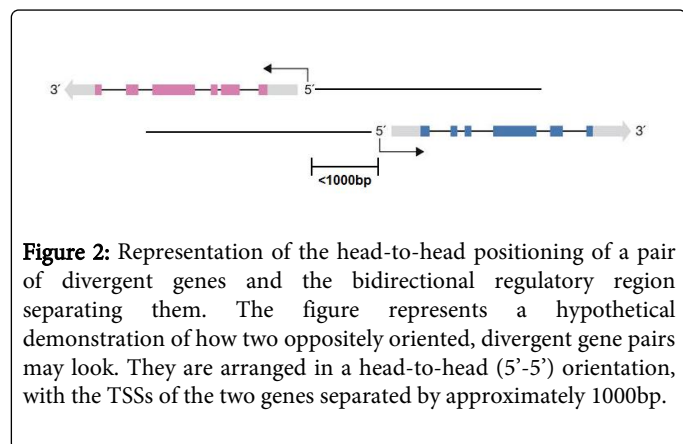 3′ 5′
5′ 3′
<1000bp
Figure 2: Representation of the head-to-head positioning of a pair
of divergent genes and the bidirectional regulatory region
separating them. The figure represents a hypothetical
demonstration of how two oppositely oriented, divergent gene pairs
may look. They are arranged in a head-to-head (5’-5’) orientation,
with the TSSs of the two genes separated by approximately 1000bp.